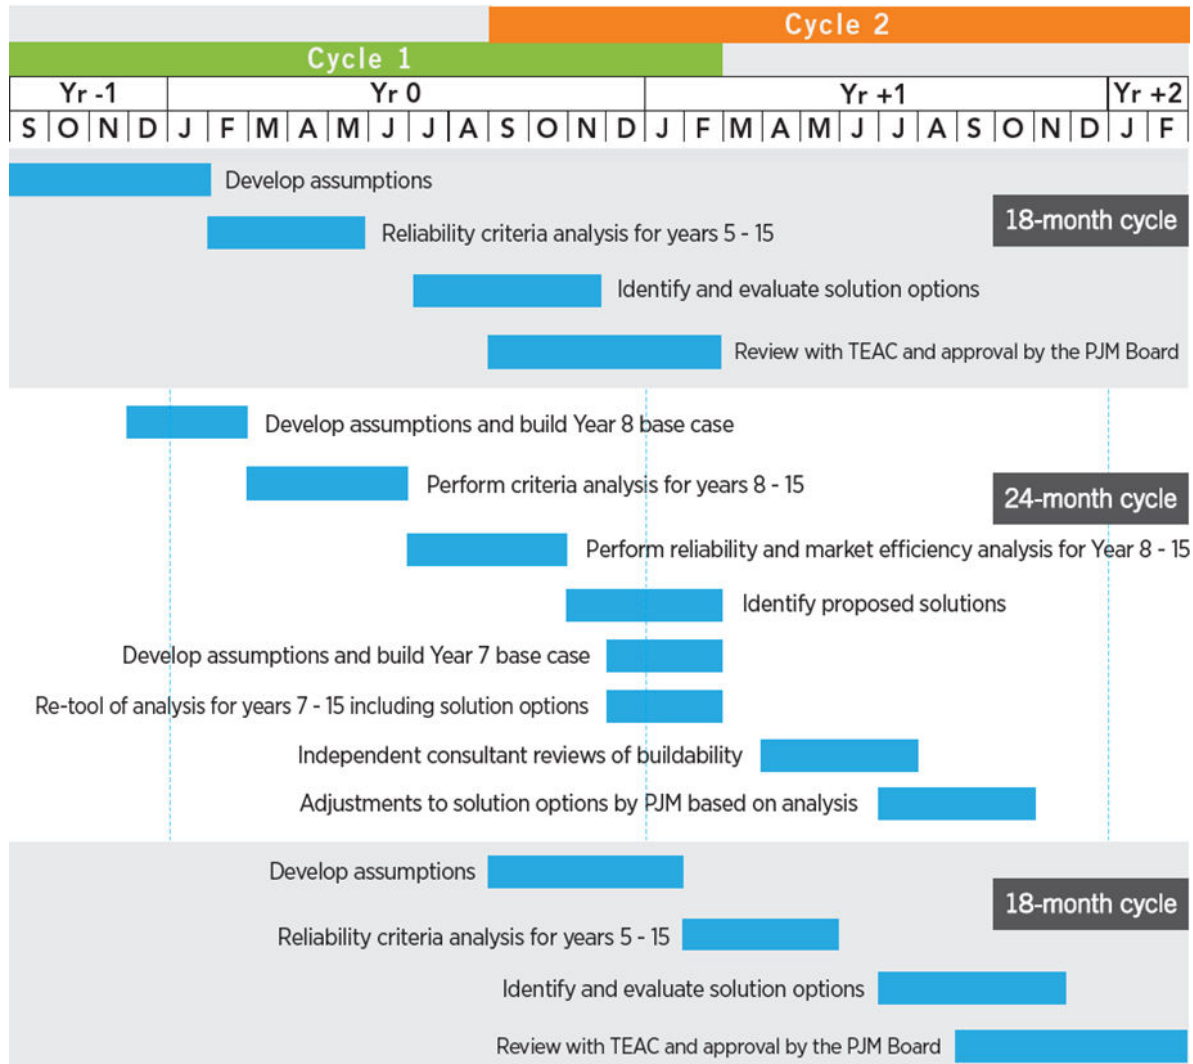 Cycle 2
Cycle 1
Yr -1 Yr 0 Yr +1 Yr +2
S O N D J F M A M J J A S O N D J F M A M J J A S O N D J F
Develop assumptions
18-month cycle
Reliability criteria analysis for years 5 - 15
Identify and evaluate solution options
Review with TEAC and approval by the PJM Board
Develop assumptions and build Year 8 base case
Perform criteria analysis for years 8 - 15
24-month cycle
Perform reliability and market efficiency analysis for Year 8 - 15
Identify proposed solutions
Develop assumptions and build Year 7 base case
Re-tool of analysis for years 7 - 15 including solution options
Independent consultant reviews of buildability
Adjustments to solution options by PJM based on analysis
Develop assumptions
18-month cycle
Reliability criteria analysis for years 5 - 15
Identify and evaluate solution options
Review with TEAC and approval by the PJM Board